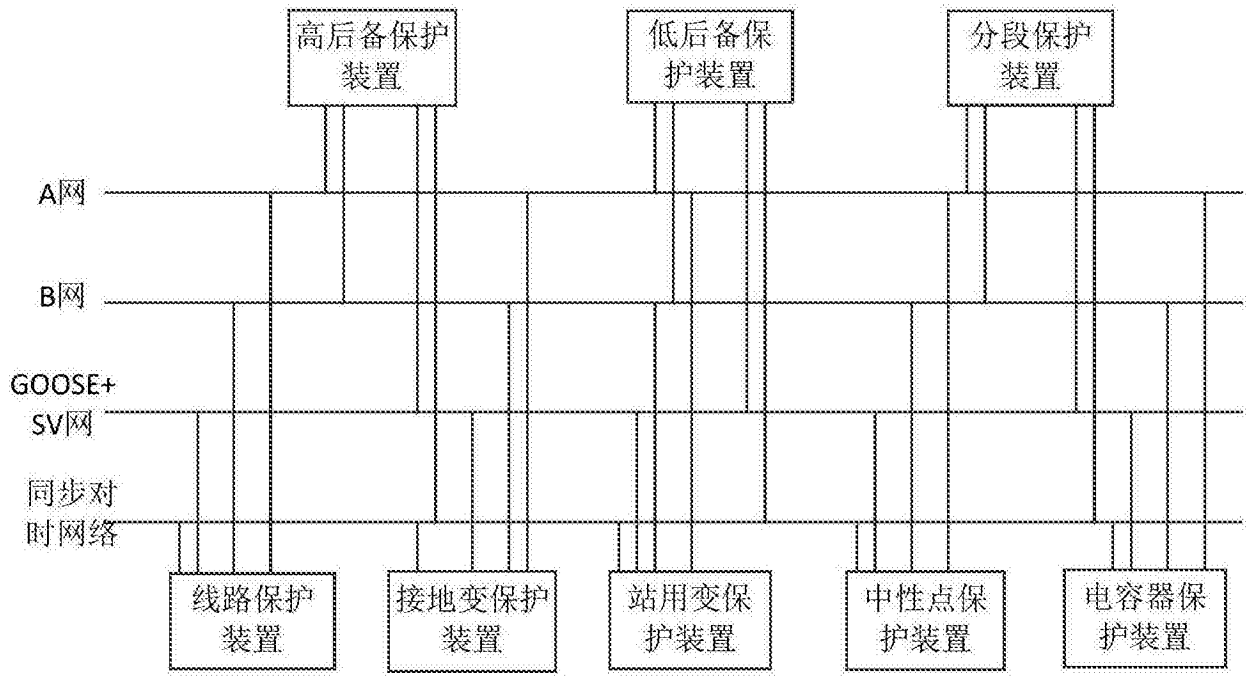 高后备保护
装置
低后备保
护装置
分段保护
装置
A网
B网
GOOSE+
SV网
同步对
时网络
线路保护
装置
接地变保护
装置
站用变保
护装置
中性点保
护装置
电容器保
护装置